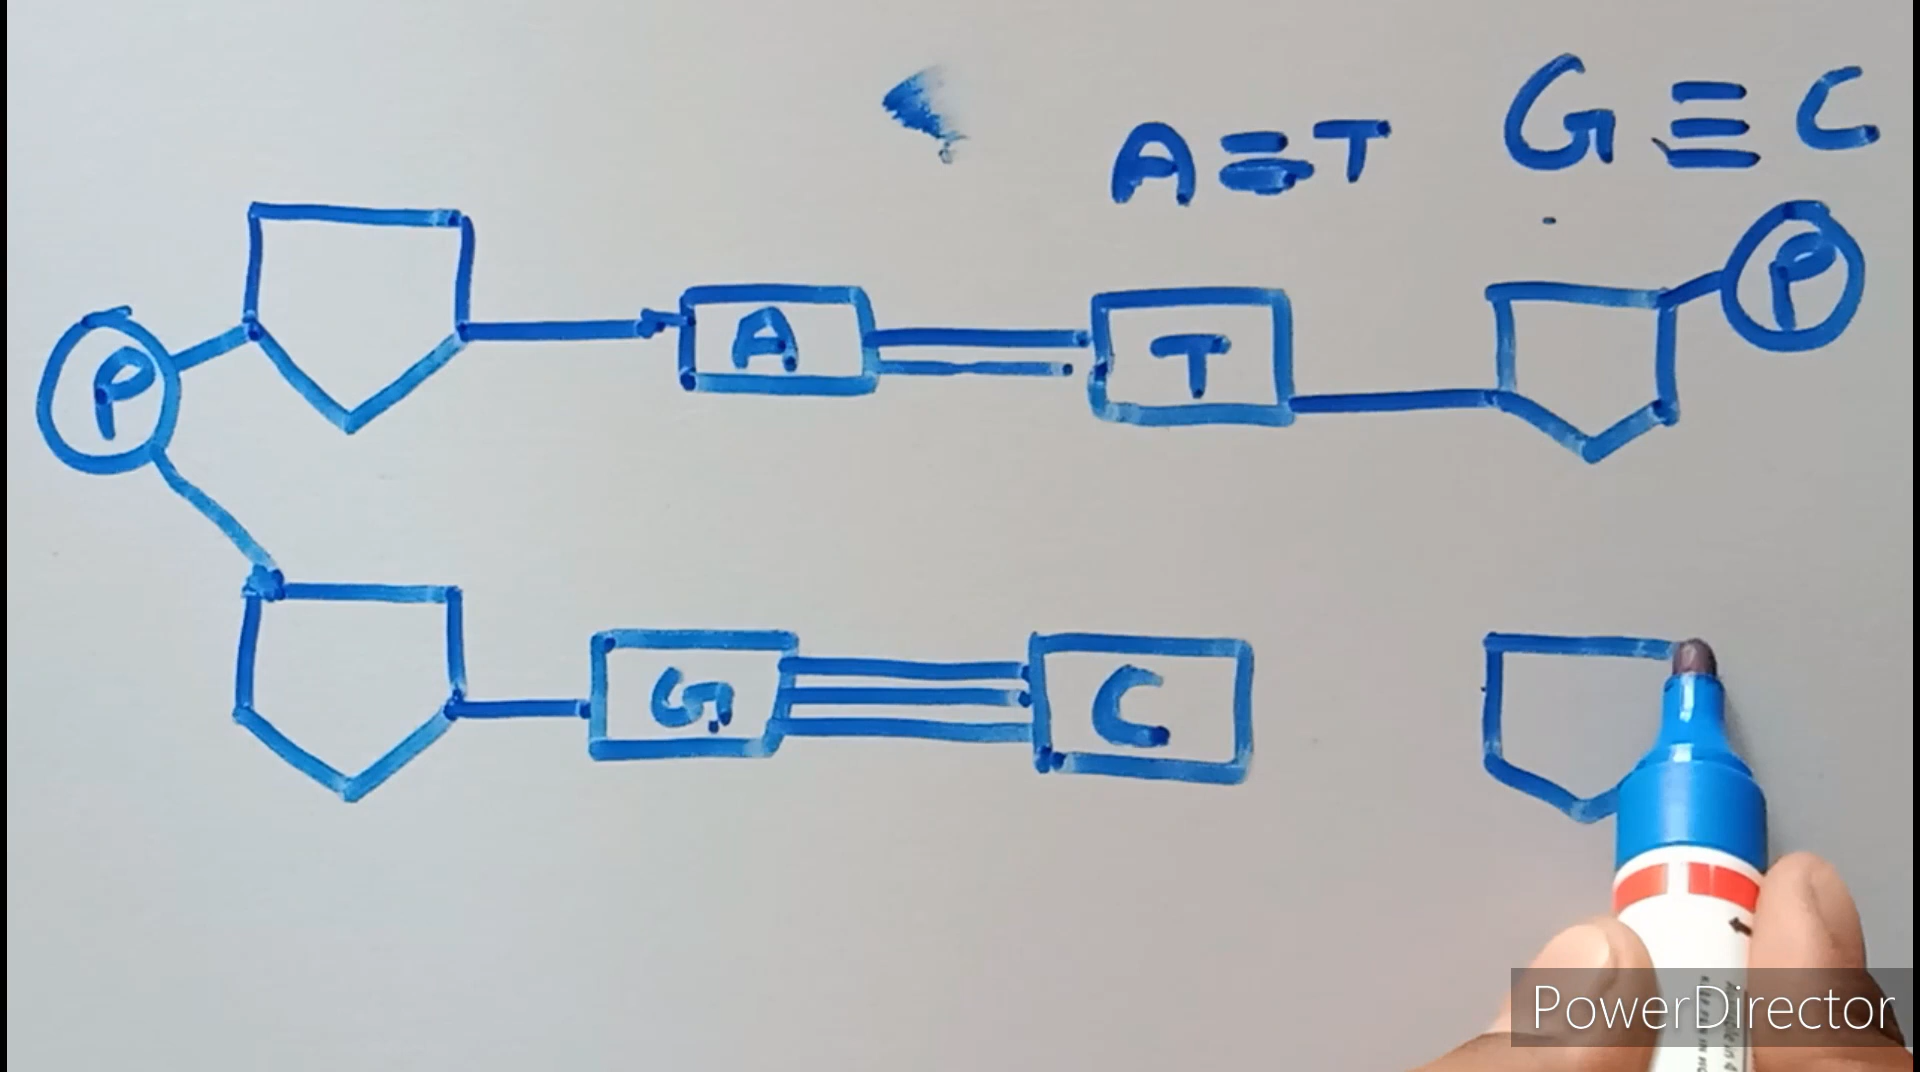 A = T G ≡ C
P A T P
G C
PowerDirector